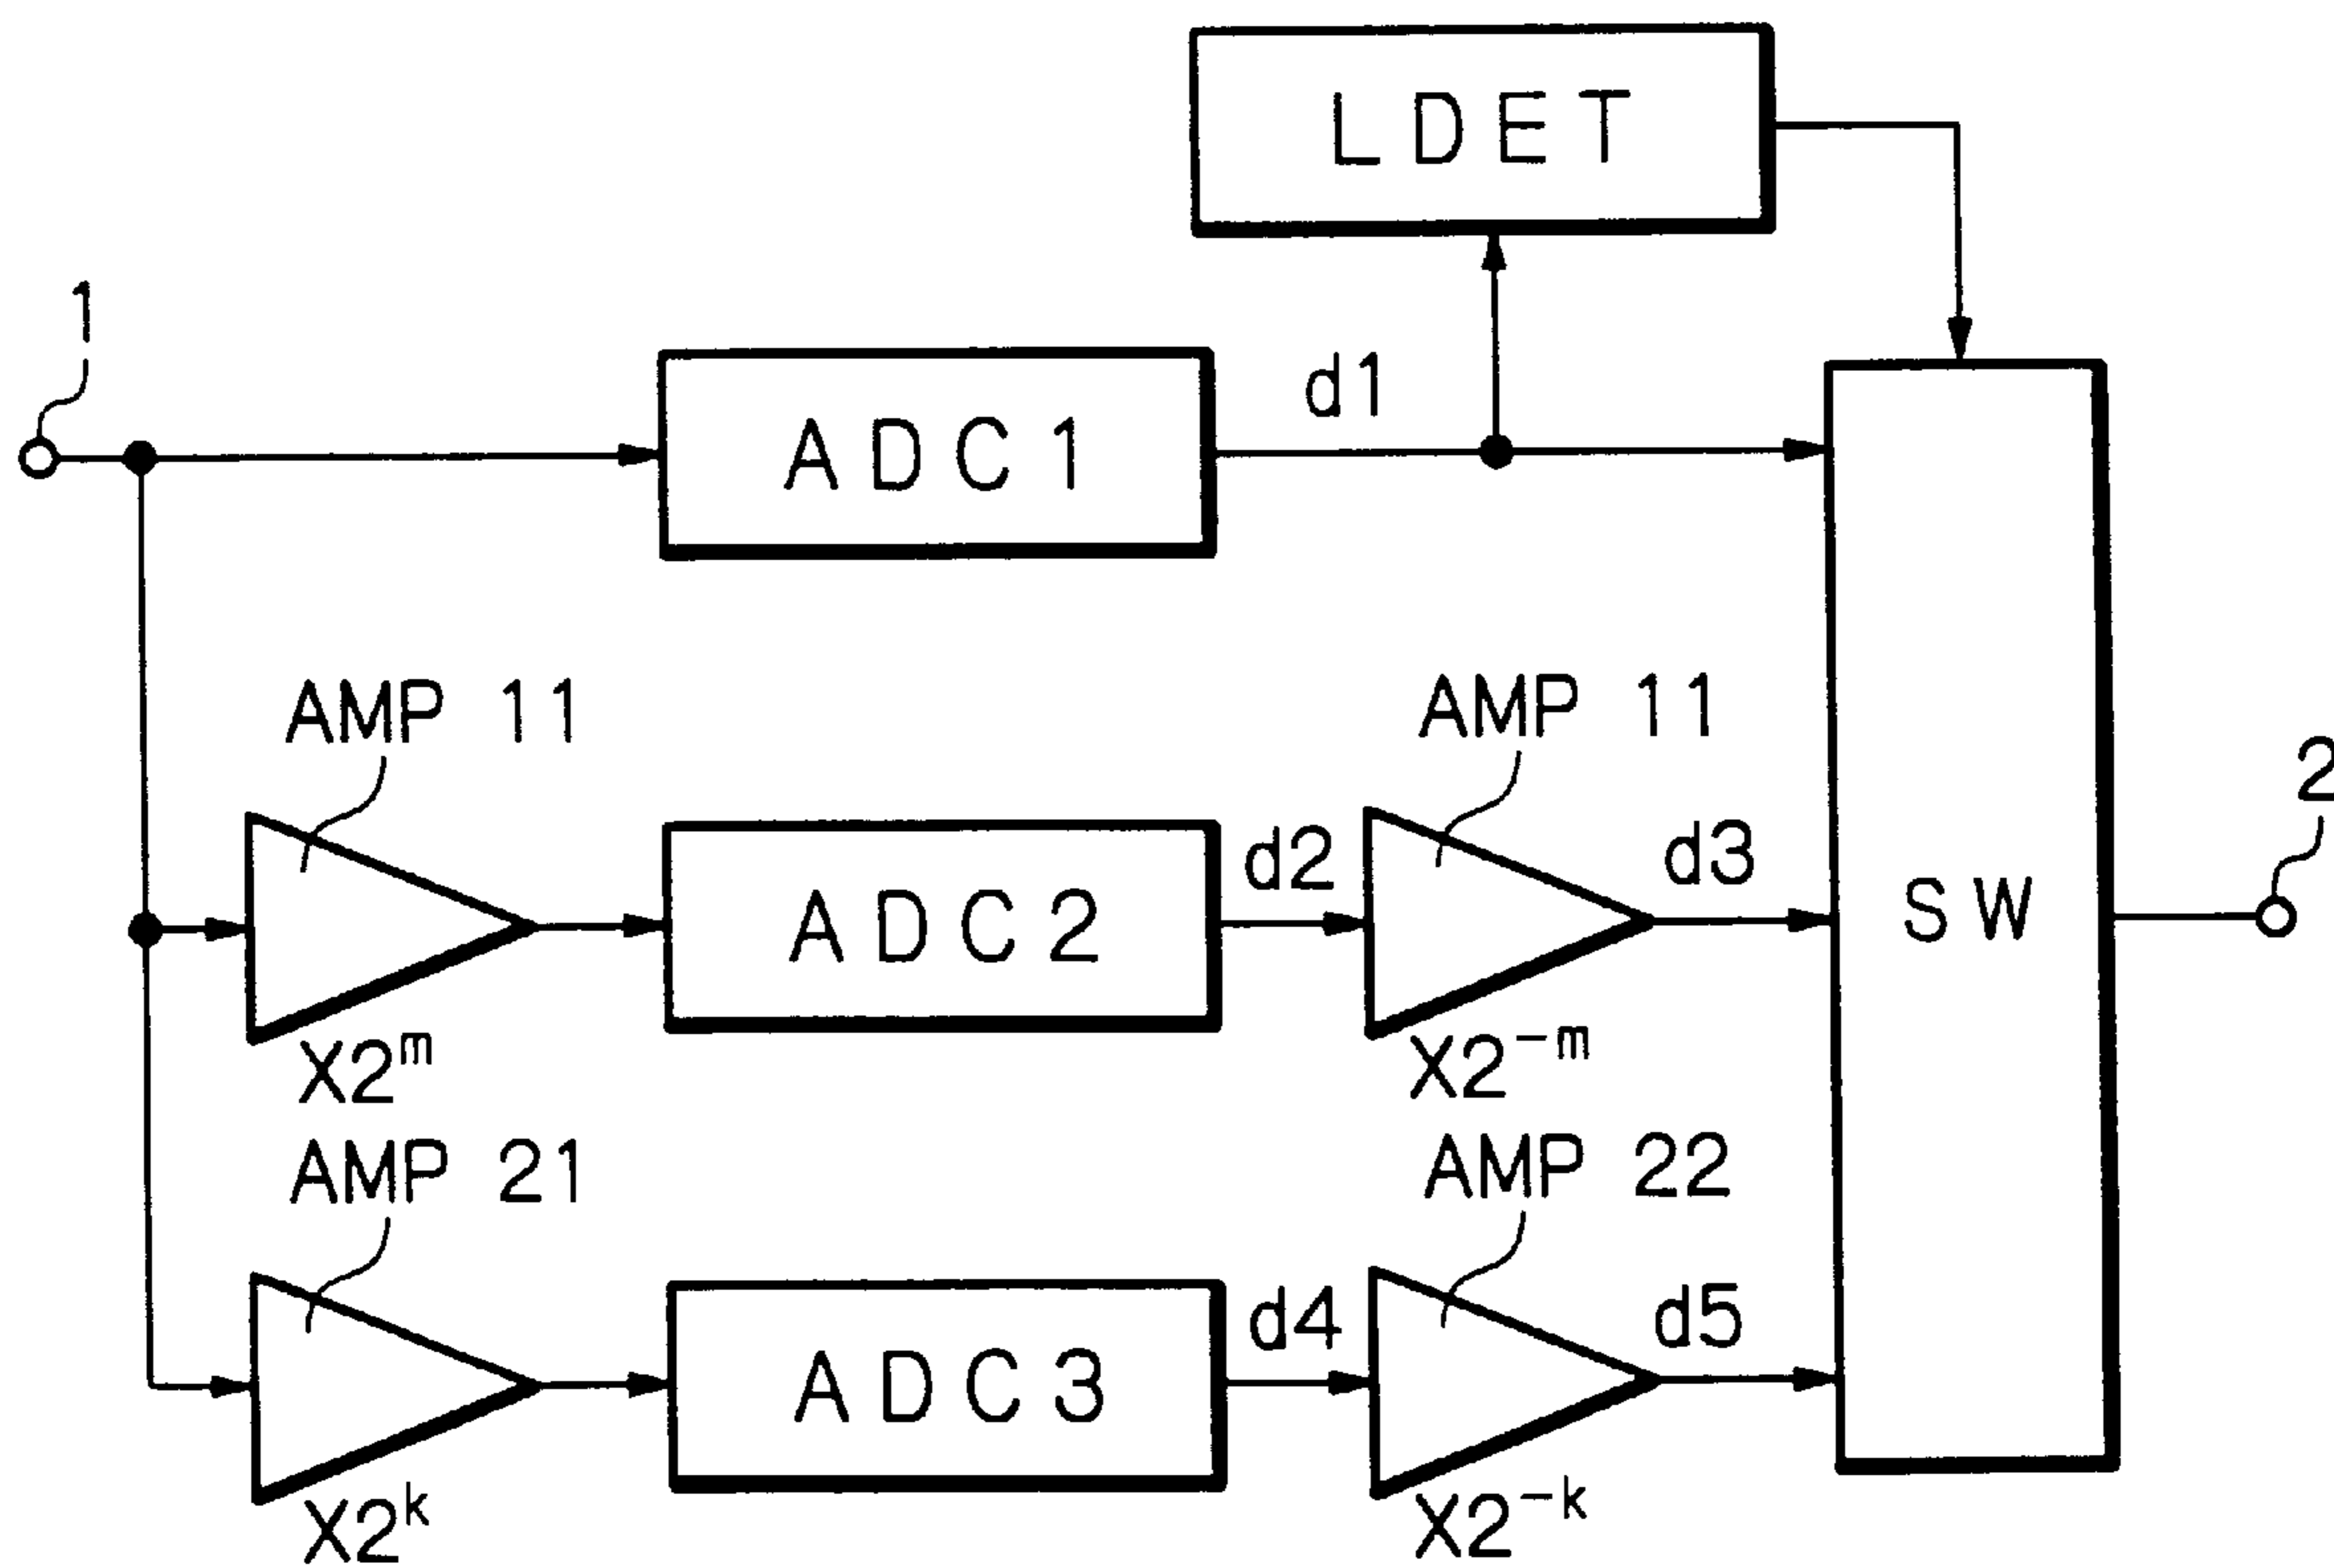 LDET
1
d1
ADC1
AMP 11
AMP 11
2
d2
d3
ADC2
SW
X2^m
X2^-m
AMP 21
AMP 22
d4
d5
ADC3
X2^k
X2^-k